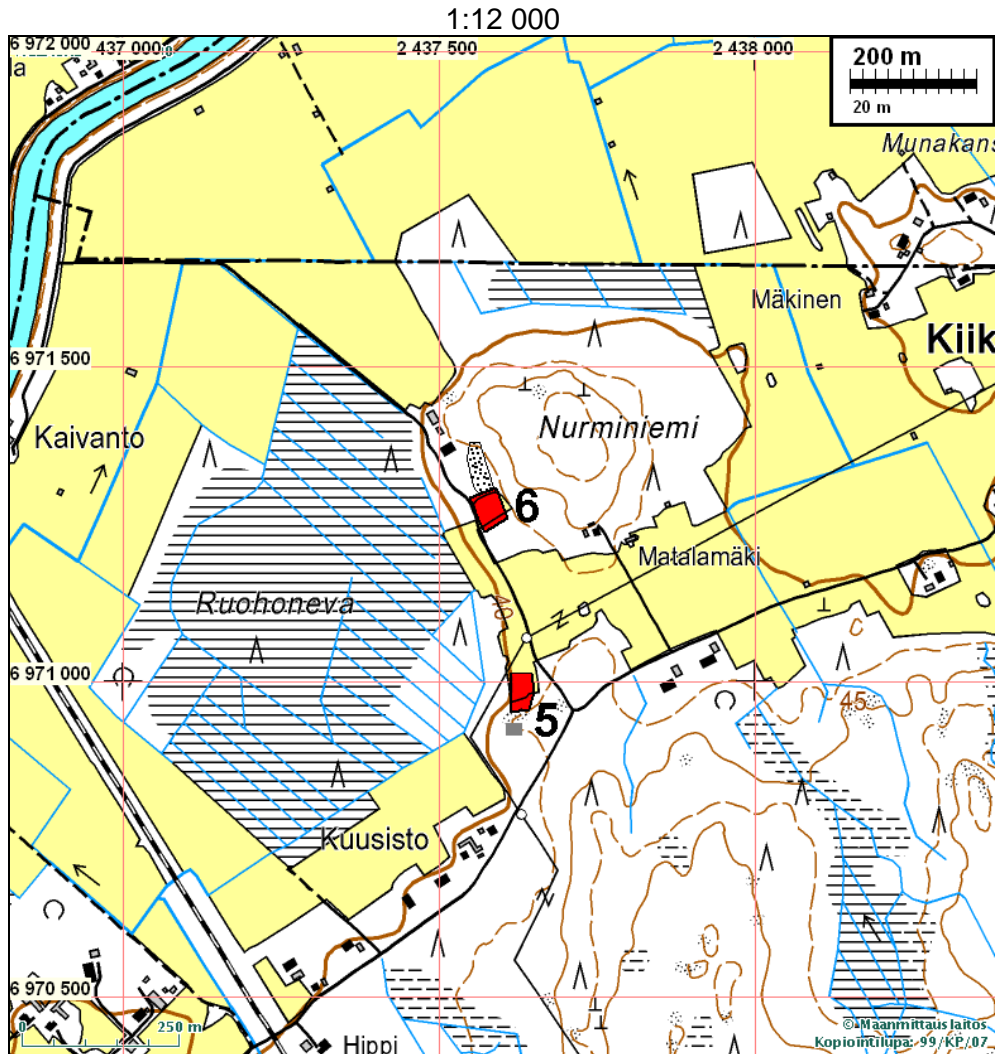 1:12 000
6 972 000
437 000
2 437 500
2 438 000
200 m
20 m
la
Munakans
Mäkinen
Kiik
6 971 500
Kaivanto
Nurminiemi
6
Matalamäki
Ruohoneva
40
6 971 000
5
45
Kuusisto
6 970 500
0 250 m
Hippi
© Maanmittauslaitos
Kopiointilupa: 99/KP/07